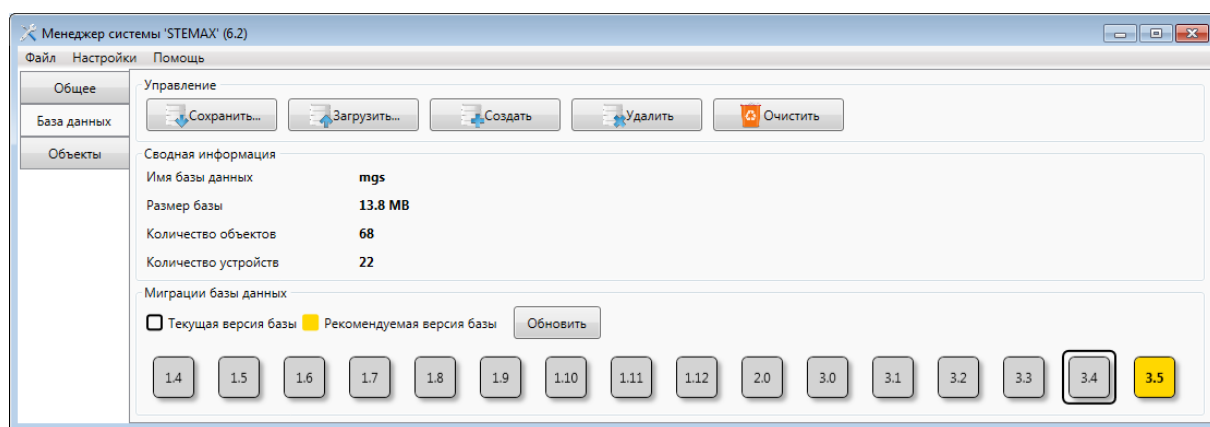 Менеджер системы 'STEMAX' (6.2)
Файл Настройки Помощь
Общее
База данных
Объекты
Управление
Сохранить... Загрузить... Создать Удалить Очистить
Сводная информация
Имя базы данных mgs
Размер базы 13.8 MB
Количество объектов 68
Количество устройств 22
Миграции базы данных
Текущая версия базы Рекомендуемая версия базы Обновить
1.4 1.5 1.6 1.7 1.8 1.9 1.10 1.11 1.12 2.0 3.0 3.1 3.2 3.3 3.4 3.5